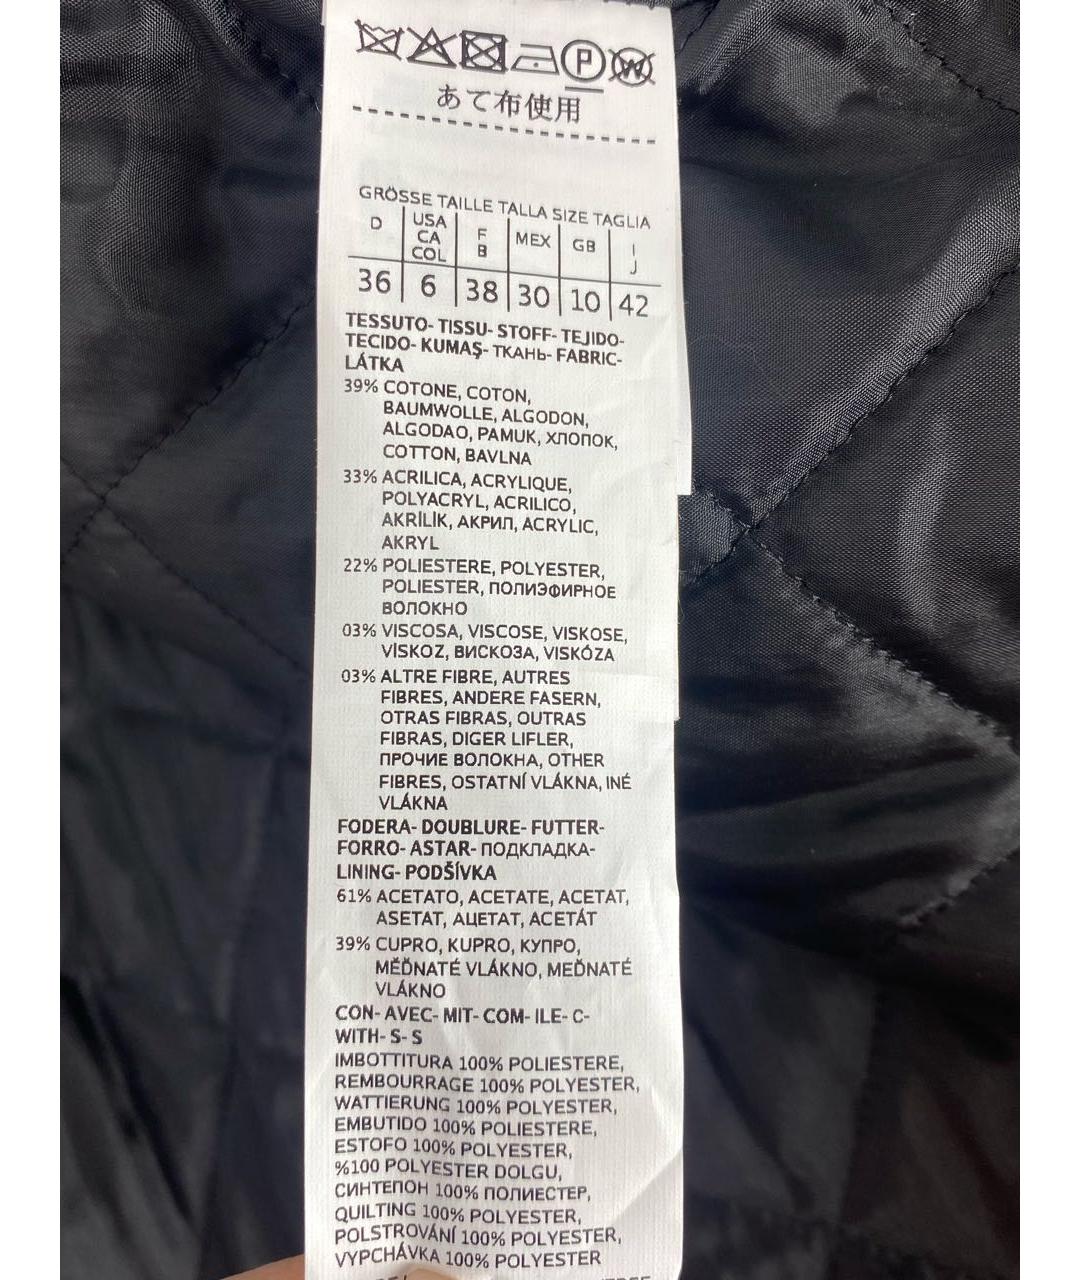 P W
あて布使用
GRÖSSE TAILLE TALLA SIZE TAGLIA
D USA CA COL F B MEX GB I J
36 6 38 30 10 42
TESSUTO- TISSU- STOFF- TEJIDO-
TECIDO- KUMAŞ- ТКАНЬ- FABRIC-
LÁTKA
39% COTONE, COTON,
BAUMWOLLE, ALGODON,
ALGODAO, PAMUK, ХЛОПОК,
COTTON, BAVLNA
33% ACRILICA, ACRYLIQUE,
POLYACRYL, ACRILICO,
AKRİLİK, АКРИЛ, ACRYLIC,
AKRYL
22% POLIESTERE, POLYESTER,
POLIESTER, ПОЛИЭФИРНОЕ
ВОЛОКНО
03% VISCOSA, VISCOSE, VISKOSE,
VİSKOZ, ВИСКОЗА, VISKÓZA
03% ALTRE FIBRE, AUTRES
FIBRES, ANDERE FASERN,
OTRAS FIBRAS, OUTRAS
FIBRAS, DIGER LIFLER,
ПРОЧИЕ ВОЛОКНА, OTHER
FIBRES, OSTATNÍ VLÁKNA, INÉ
VLÁKNA
FODERA- DOUBLURE- FUTTER-
FORRO- ASTAR- ПОДКЛАДКА-
LINING- PODŠÍVKA
61% ACETATO, ACETATE, ACETAT,
ASETAT, АЦЕТАТ, ACETÁT
39% CUPRO, KUPRO, КУПРО,
MĚĎNATÉ VLÁKNO, MEĎNATÉ
VLÁKNO
CON- AVEC- MIT- COM- ILE- C-
WITH- S- S
IMBOTTITURA 100% POLIESTERE,
REMBOURRAGE 100% POLYESTER,
WATTIERUNG 100% POLYESTER,
EMBUTIDO 100% POLIESTERE,
ESTOFO 100% POLYESTER,
%100 POLYESTER DOLGU,
СИНТЕПОН 100% ПОЛИЕСТЕР,
QUILTING 100% POLYESTER,
POLSTROVÁNÍ 100% POLYESTER,
VYPCHÁVKA 100% POLYESTER